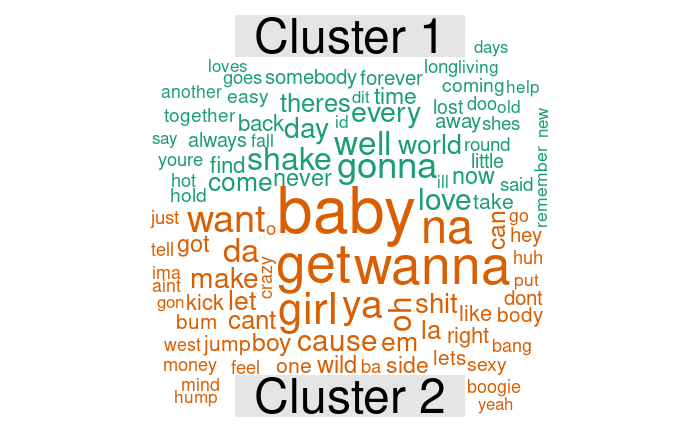 Cluster 1
days
loves longliving
goes somebody forever
another easy theres dit time coming help
together back day id every lost doo old
say always fall well world away shes new
youre find shake gonna round little
hot come never ill now said remember
hold love take
just want o baby na can go
tell got da hey
ima crazy get wanna huh
aint make put
gon kick let girl ya oh shit like dont
bum cant la right body
west jump boy cause em bang
money feel one wild ba side lets sexy
mind boogie
hump Cluster 2 yeah